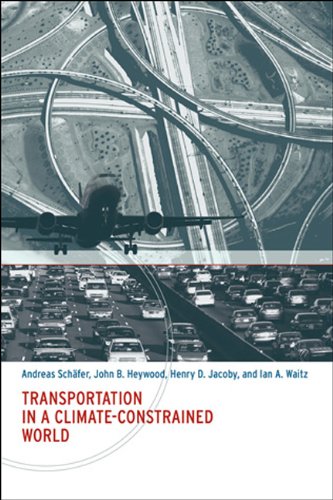 Andreas Schäfer, John B. Heywood, Henry D. Jacoby, and Ian A. Waitz
TRANSPORTATION
IN A CLIMATE-CONSTRAINED
WORLD